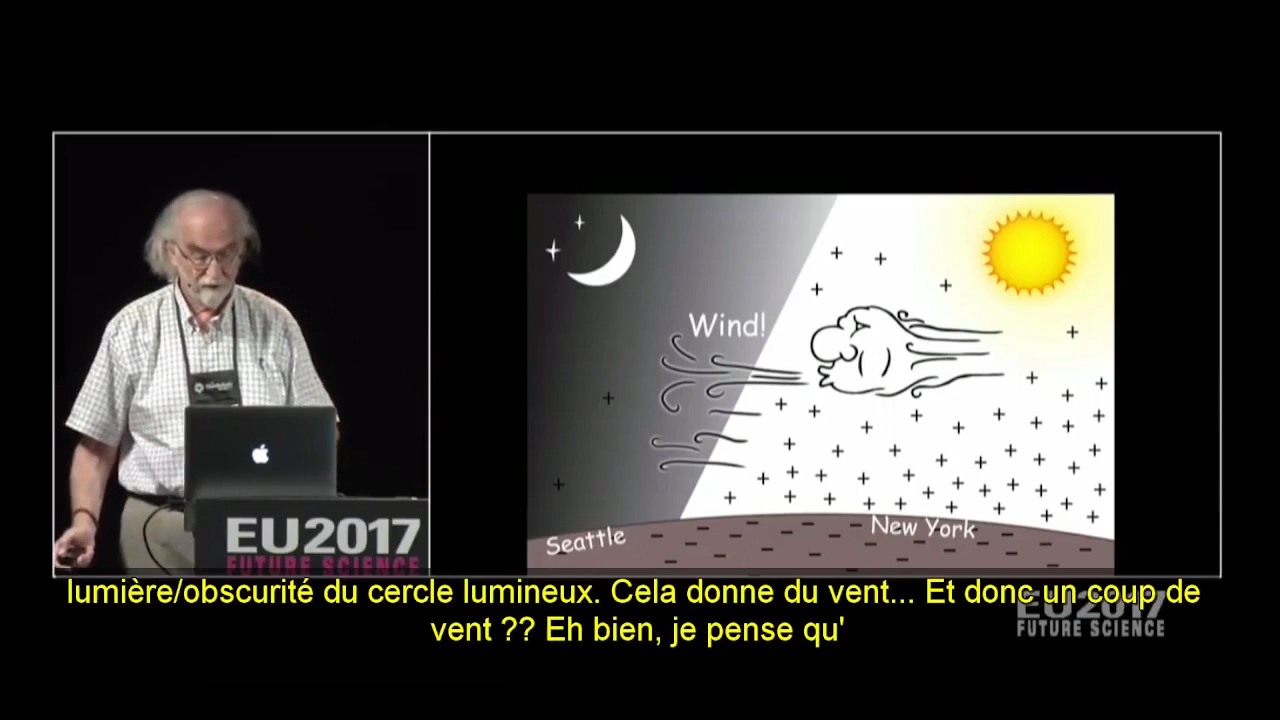 Wind!
Seattle
New York
EU2017
FUTURE SCIENCE
lumière/obscurité du cercle lumineux. Cela donne du vent... Et donc un coup de
vent ?? Eh bien, je pense qu'
EU2017
FUTURE SCIENCE